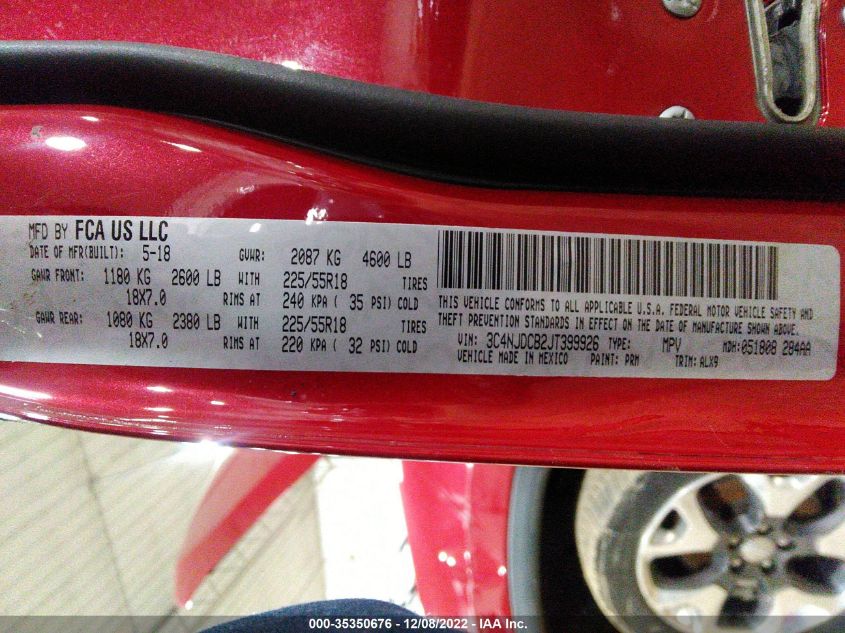 MFD BY FCA US LLC
DATE OF MFR(BUILT): 5-18 GVWR: 2087 KG 4600 LB
GAWR FRONT: 1180 KG 2600 LB WITH 225/55R18 TIRES
18X7.0 RIMS AT 240 KPA ( 35 PSI) COLD
GAWR REAR: 1080 KG 2380 LB WITH 225/55R18 TIRES
18X7.0 RIMS AT 220 KPA ( 32 PSI) COLD
THIS VEHICLE CONFORMS TO ALL APPLICABLE U.S.A. FEDERAL MOTOR VEHICLE SAFETY AND
THEFT PREVENTION STANDARDS IN EFFECT ON THE DATE OF MANUFACTURE SHOWN ABOVE.
VIN: 3C4NJDCB2JT399926 TYPE: MPV MDH: 051808 284AA
VEHICLE MADE IN MEXICO PAINT: PRM TRIM: ALX9
000-35350676 - 12/08/2022 - IAA Inc.